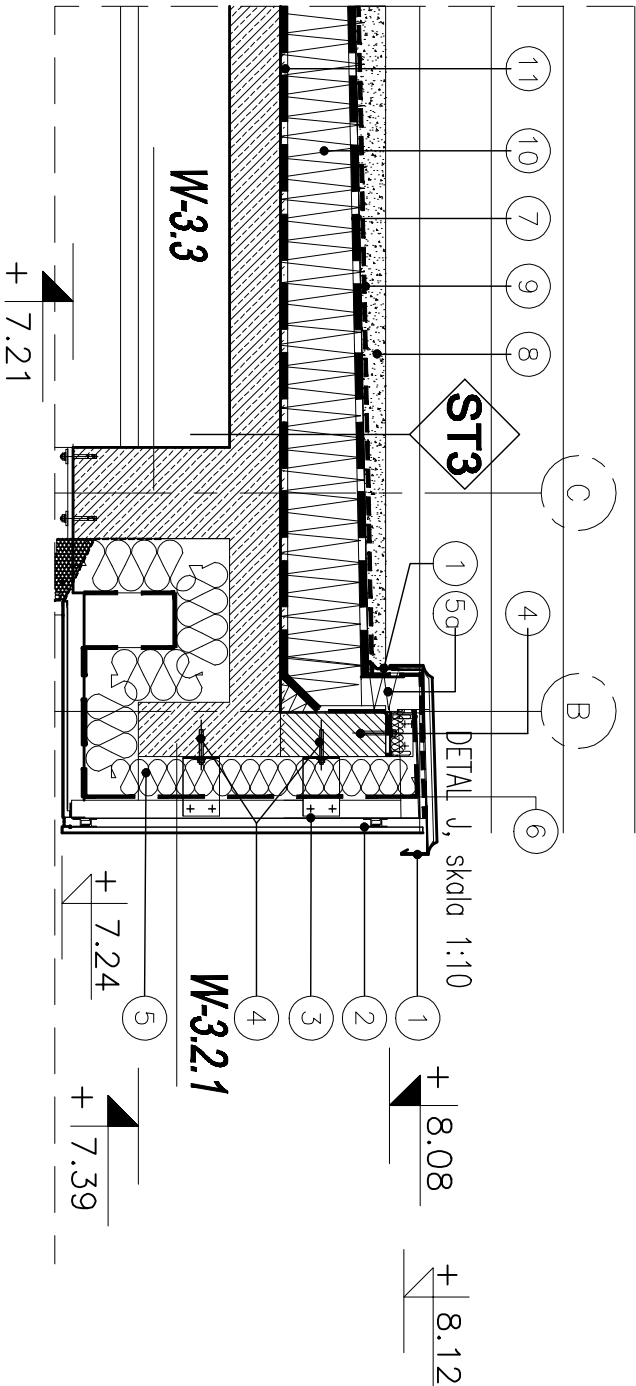 11
10
7
9
8
ST3
C
1
5a
4
B
6
DETAL J, skala 1:10
W-3.3
+ 7.21
W-3.2.1
5
4
3
2
1
+ 7.24
+ 7.39
+ 8.08
+ 8.12